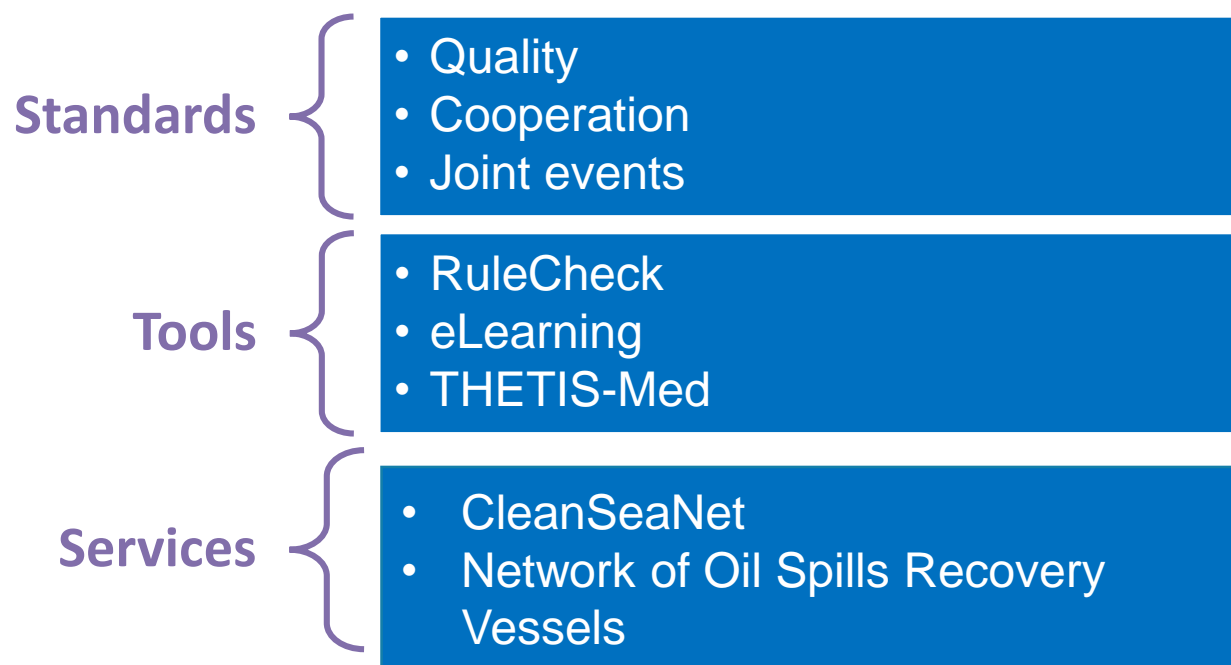 Standards
• Quality
• Cooperation
• Joint events
Tools
• RuleCheck
• eLearning
• THETIS-Med
Services
• CleanSeaNet
• Network of Oil Spills Recovery
Vessels